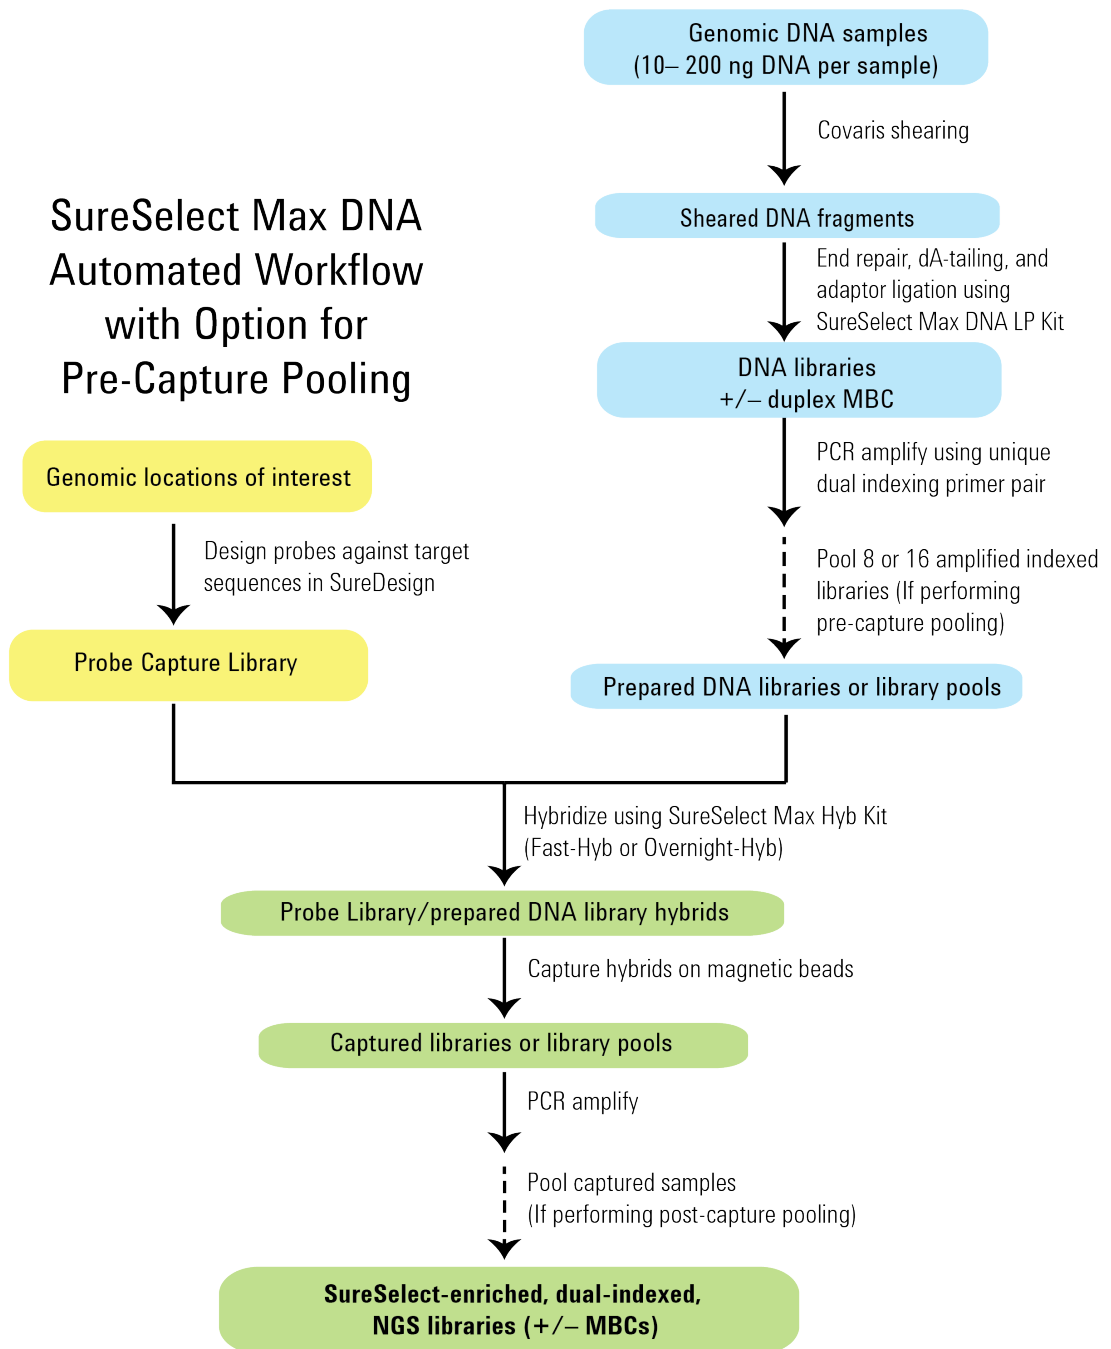 Genomic DNA samples
(10– 200 ng DNA per sample)
Covaris shearing
SureSelect Max DNA
Automated Workflow
with Option for
Pre-Capture Pooling
Sheared DNA fragments
End repair, dA-tailing, and
adaptor ligation using
SureSelect Max DNA LP Kit
DNA libraries
+/– duplex MBC
PCR amplify using unique
dual indexing primer pair
Pool 8 or 16 amplified indexed
libraries (If performing
pre-capture pooling)
Prepared DNA libraries or library pools
Genomic locations of interest
Design probes against target
sequences in SureDesign
Probe Capture Library
Hybridize using SureSelect Max Hyb Kit
(Fast-Hyb or Overnight-Hyb)
Probe Library/prepared DNA library hybrids
Capture hybrids on magnetic beads
Captured libraries or library pools
PCR amplify
Pool captured samples
(If performing post-capture pooling)
SureSelect-enriched, dual-indexed,
NGS libraries (+/– MBCs)